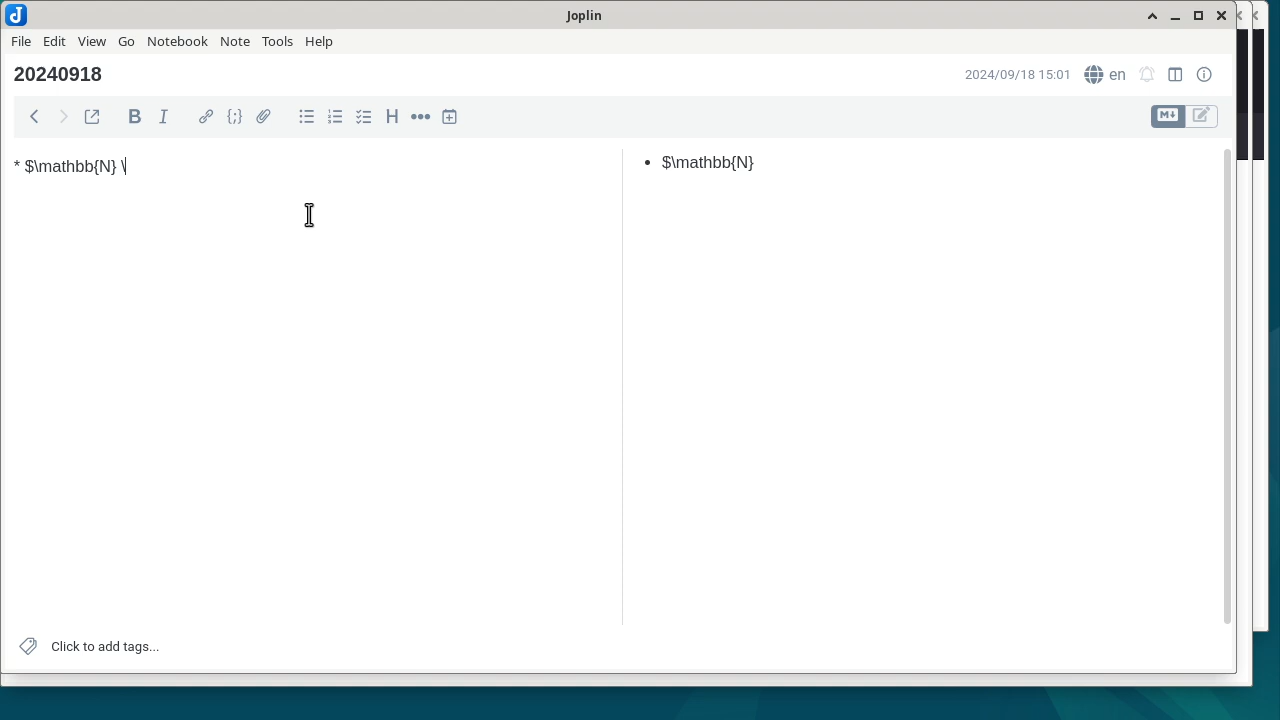 Joplin
File Edit View Go Notebook Note Tools Help
20240918
2024/09/18 15:01 en
* $\mathbb{N} \
• $\mathbb{N}
Click to add tags...